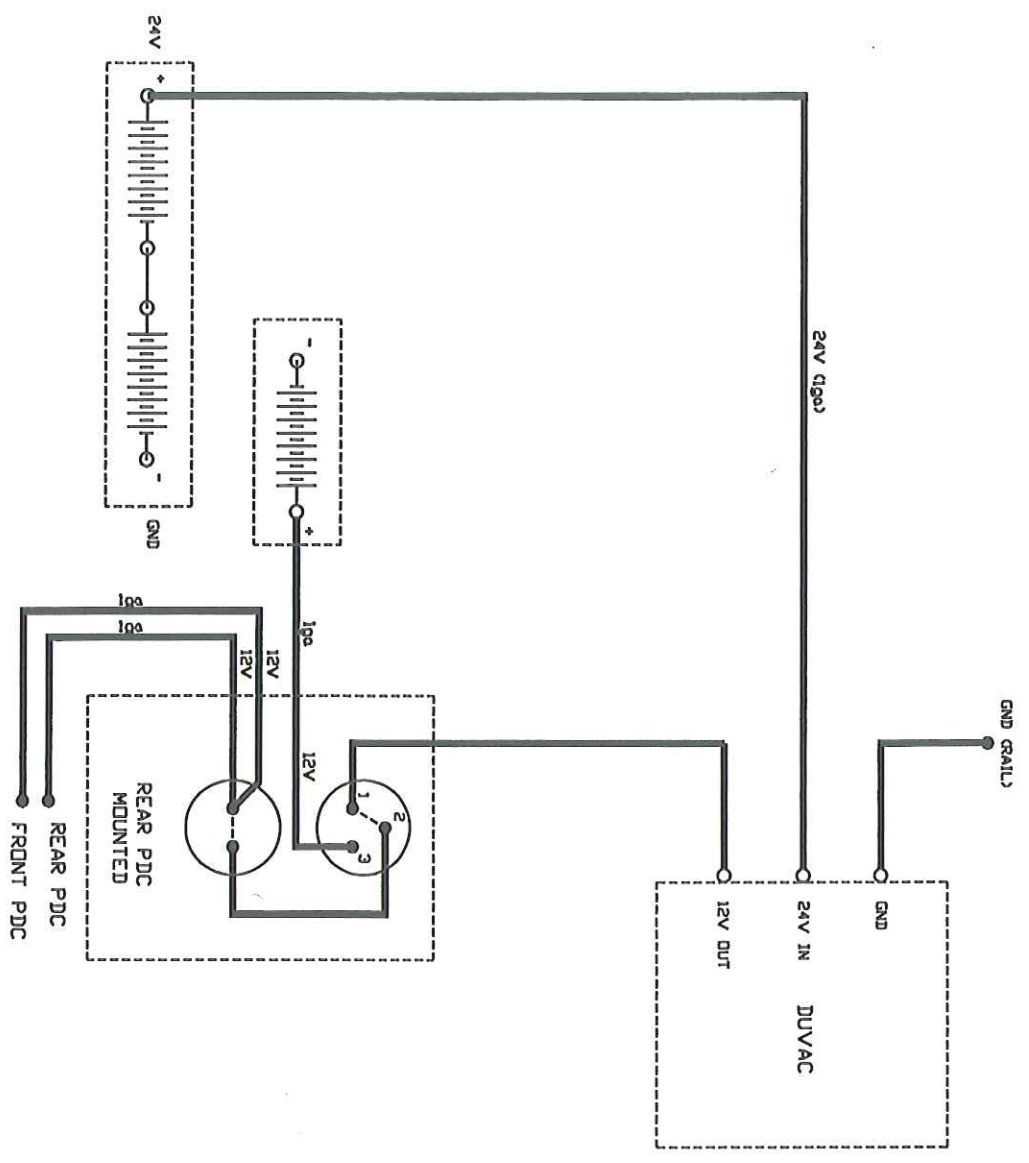 24V
+
-
GND
-
+
24V (1ga)
1ga
1ga
1ga
12V
12V
12V
1
2
3
REAR PDC
MOUNTED
REAR PDC
FRONT PDC
GND (RAIL)
GND
24V IN
12V OUT
DUVAC